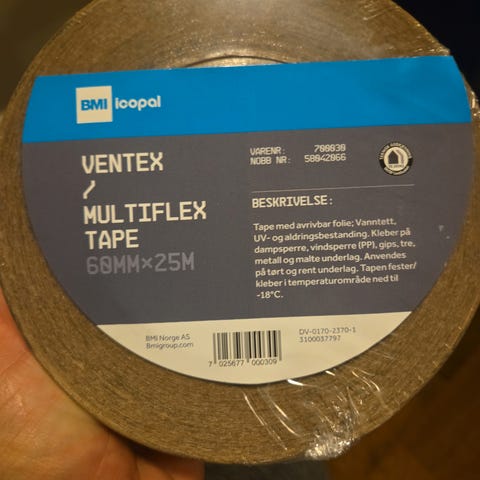 BMI icopal
VENTEX
/
MULTIFLEX
TAPE
60MM×25M
VARENR: 700030
NOBB NR: 58042066
BESKRIVELSE:
Tape med avrivbar folie; Vanntett,
UV- og aldringsbestanding. Kleber på
dampsperre, vindsperre (PP), gips, tre,
metall og malte underlag. Anvendes
på tørt og rent underlag. Tapen fester/
kleber i temperaturområde ned til
-18°C.
BMI Norge AS
Bmigroup.com
7 025677 000309
DV-0170-2370-1
3100037797